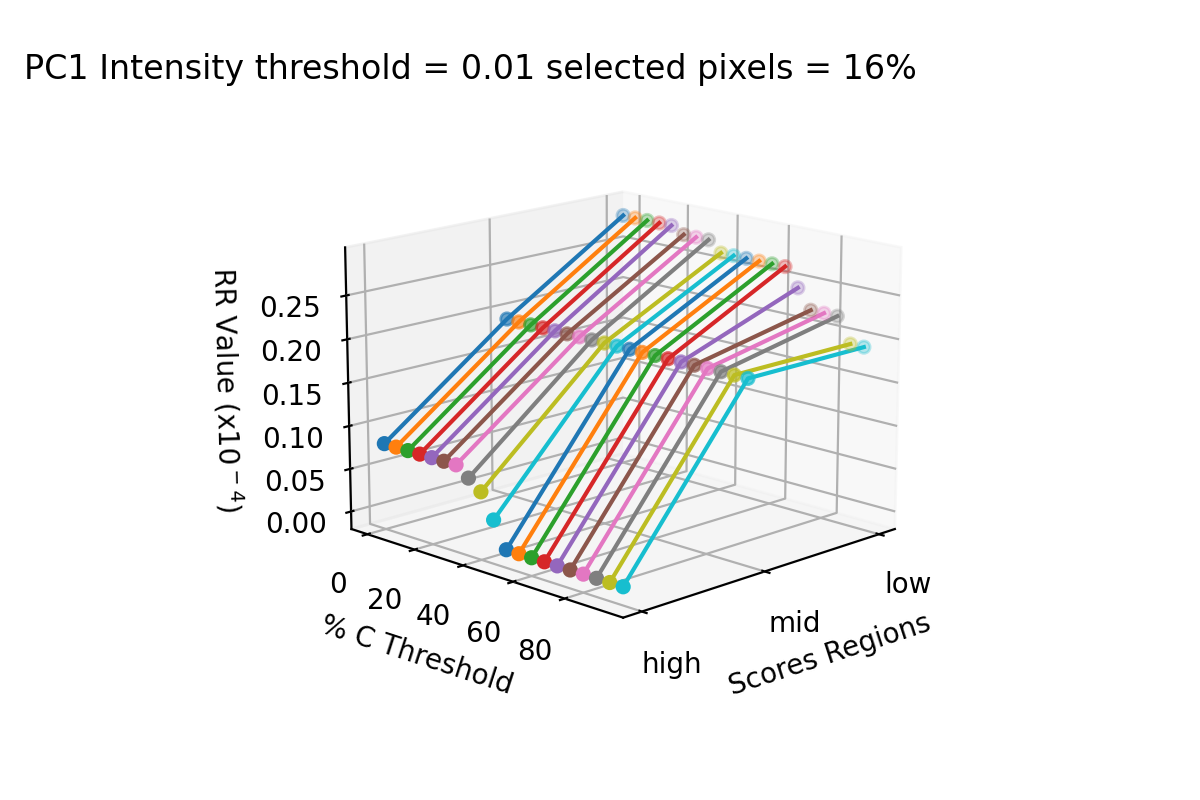 PC1 Intensity threshold = 0.01 selected pixels = 16%
RR Value (x10⁻⁴)
0.25
0.20
0.15
0.10
0.05
0.00
0
20
40
60
80
% C Threshold
low
mid
high
Scores Regions